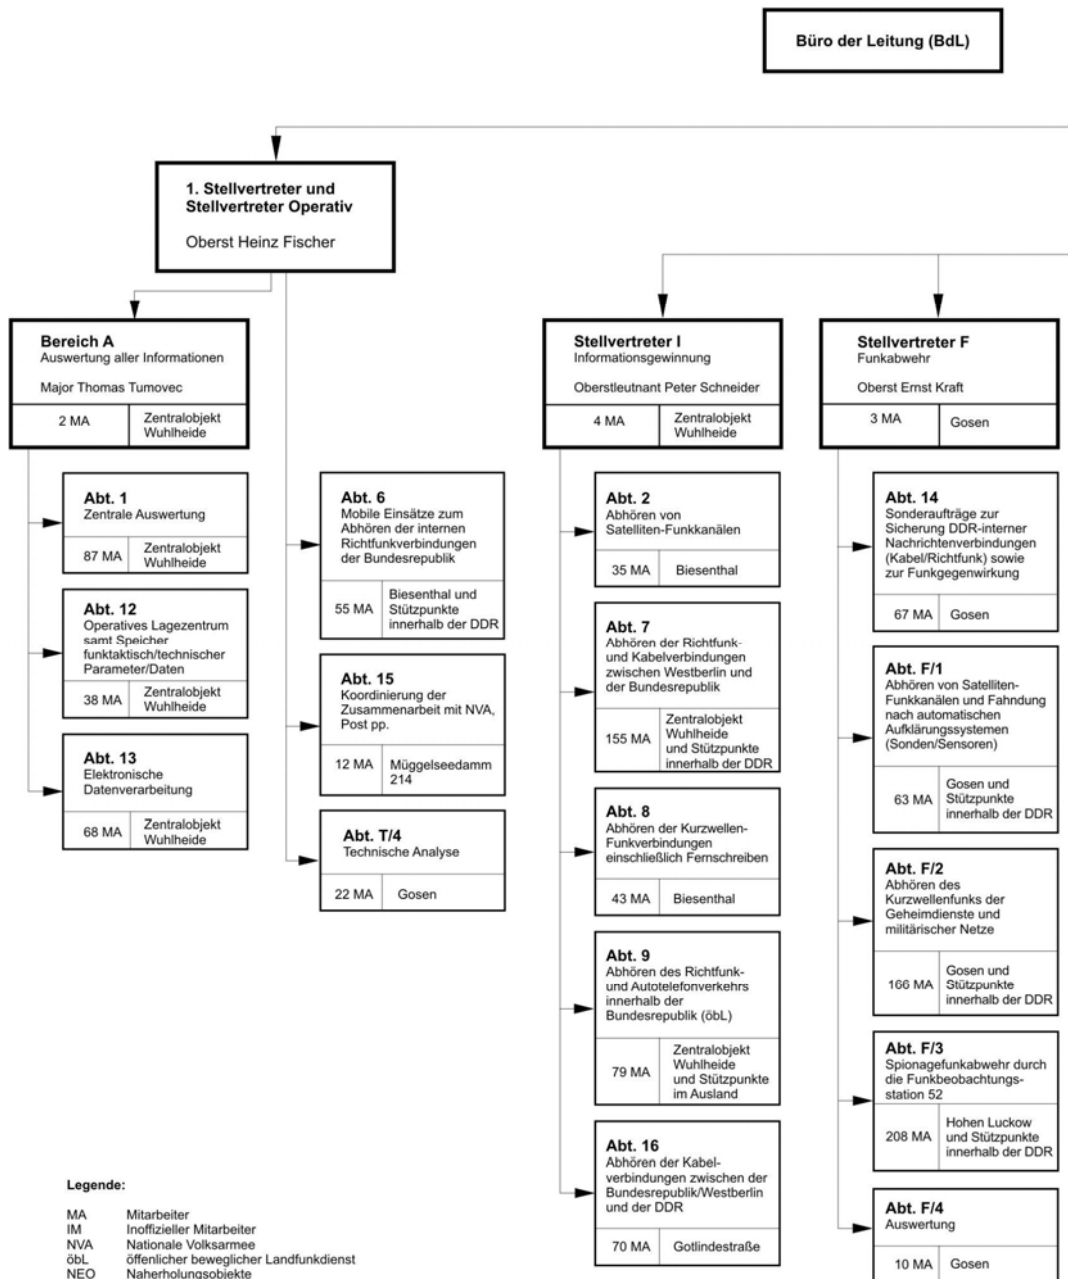 Büro der Leitung (BdL)
1. Stellvertreter und
Stellvertreter Operativ
Oberst Heinz Fischer
Bereich A
Auswertung aller Informationen
Major Thomas Tumovec
2 MA
Zentralobjekt
Wuhlheide
Abt. 1
Zentrale Auswertung
87 MA
Zentralobjekt
Wuhlheide
Abt. 12
Operatives Lagezentrum
samt Speicher
funktaktisch/technischer
Parameter/Daten
38 MA
Zentralobjekt
Wuhlheide
Abt. 13
Elektronische
Datenverarbeitung
68 MA
Zentralobjekt
Wuhlheide
Abt. 6
Mobile Einsätze zum
Abhören der internen
Richtfunkverbindungen
der Bundesrepublik
55 MA
Biesenthal und
Stützpunkte
innerhalb der DDR
Abt. 15
Koordinierung der
Zusammenarbeit mit NVA,
Post pp.
12 MA
Müggelseedamm
214
Abt. T/4
Technische Analyse
22 MA
Gosen
Stellvertreter I
Informationsgewinnung
Oberstleutnant Peter Schneider
4 MA
Zentralobjekt
Wuhlheide
Abt. 2
Abhören von
Satelliten-Funkkanälen
35 MA
Biesenthal
Abt. 7
Abhören der Richtfunk-
und Kabelverbindungen
zwischen Westberlin und
der Bundesrepublik
155 MA
Zentralobjekt
Wuhlheide
und Stützpunkte
innerhalb der DDR
Abt. 8
Abhören der Kurzwellen-
Funkverbindungen
einschließlich Fernschreiben
43 MA
Biesenthal
Abt. 9
Abhören des Richtfunk-
und Autotelefonverkehrs
innerhalb der
Bundesrepublik (öbL)
79 MA
Zentralobjekt
Wuhlheide
und Stützpunkte
im Ausland
Abt. 16
Abhören der Kabel-
verbindungen zwischen der
Bundesrepublik/Westberlin
und der DDR
70 MA
Gotlindestraße
Stellvertreter F
Funkabwehr
Oberst Ernst Kraft
3 MA
Gosen
Abt. 14
Sonderaufträge zur
Sicherung DDR-interner
Nachrichtenverbindungen
(Kabel/Richtfunk) sowie
zur Funkgegenwirkung
67 MA
Gosen
Abt. F/1
Abhören von Satelliten-
Funkkanälen und Fahndung
nach automatischen
Aufklärungssystemen
(Sonden/Sensoren)
63 MA
Gosen und
Stützpunkte
innerhalb der DDR
Abt. F/2
Abhören des
Kurzwellenfunks der
Geheimdienste und
militärischer Netze
166 MA
Gosen und
Stützpunkte
innerhalb der DDR
Abt. F/3
Spionagefunkabwehr durch
die Funkbeobachtungs-
station 52
208 MA
Hohen Luckow
und Stützpunkte
innerhalb der DDR
Abt. F/4
Auswertung
10 MA
Gosen
Legende:
MA Mitarbeiter
IM Inoffizieller Mitarbeiter
NVA Nationale Volksarmee
öbL öffenlicher beweglicher Landfunkdienst
NEO Naherholungsobjekte